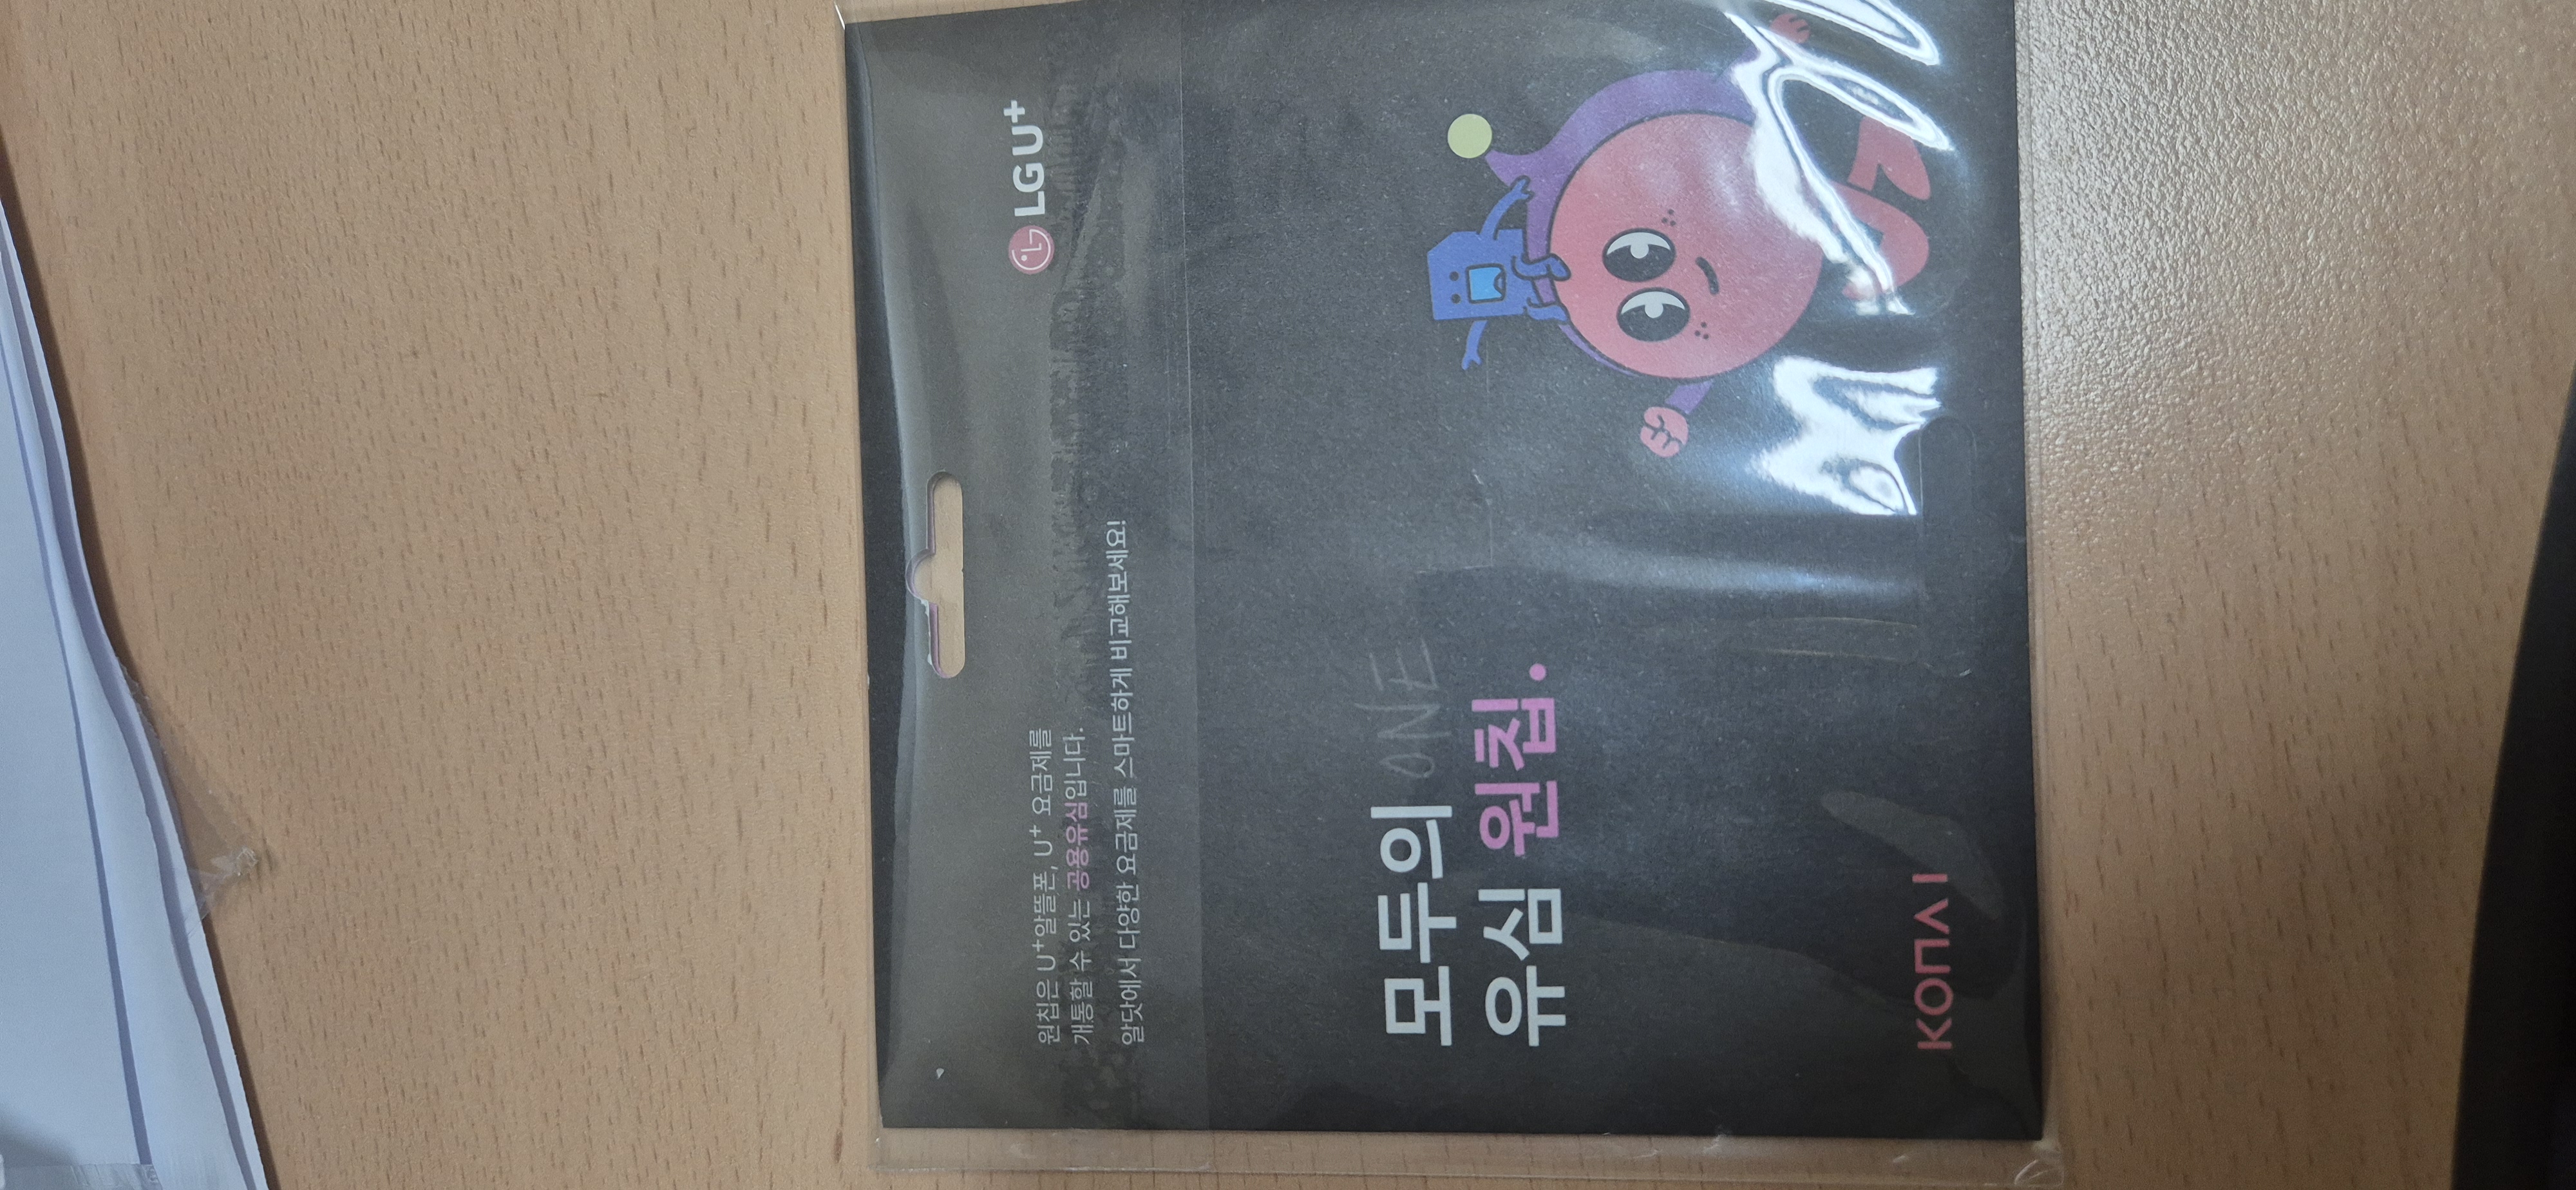 LG U+
원칩은 U+알뜰폰, U+ 요금제를
개통할 수 있는 공용유심입니다.
알닷에서 다양한 요금제를 스마트하게 비교해보세요!
ONE
모두의
유심 원칩.
KONA I